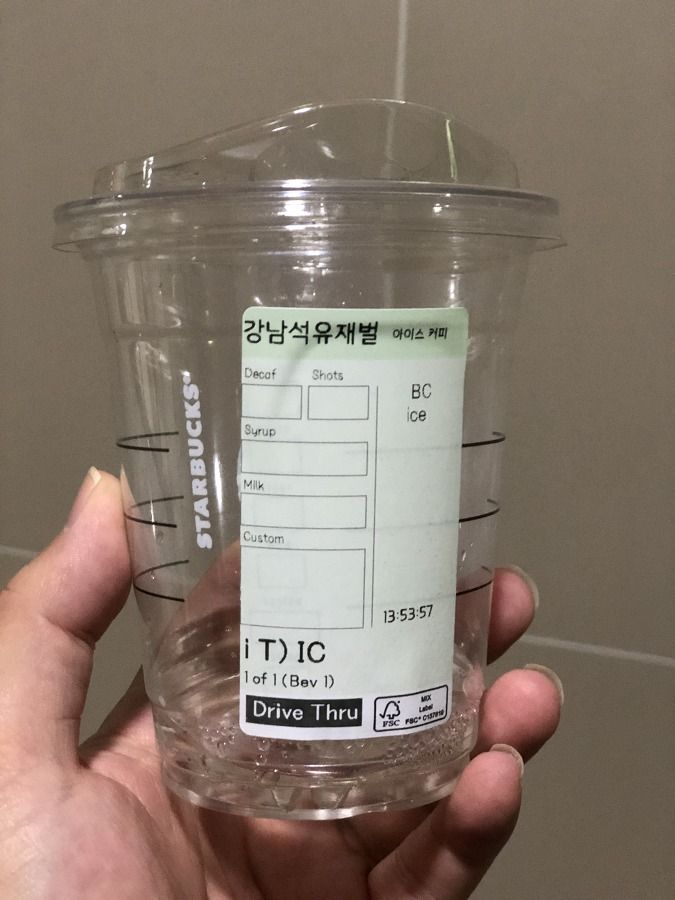 강남석유재벌 아이스 커피
Decaf Shots
BC
ice
Syrup
Milk
Custom
13:53:57
i T) IC
1 of 1 (Bev 1)
Drive Thru
FSC
MIX
Label
FSC® C137819
STARBUCKS®